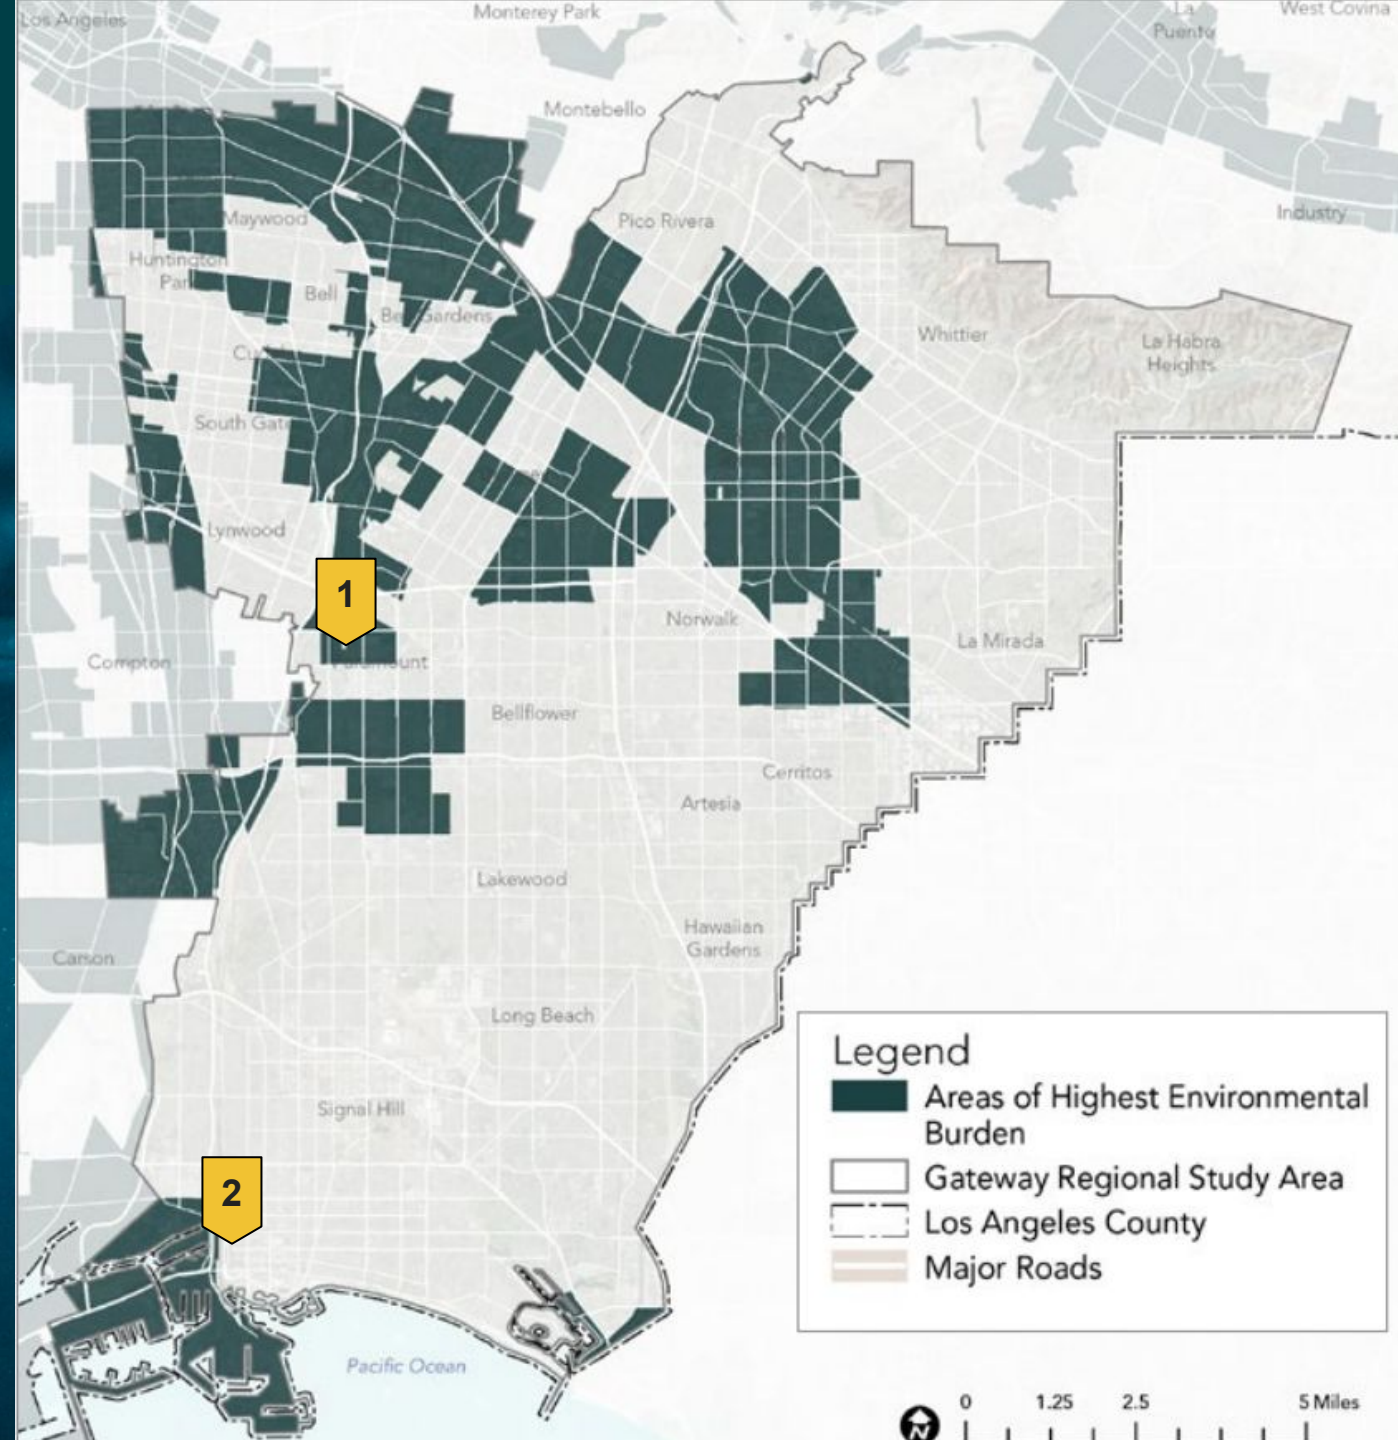 Los Angeles
Monterey Park
La
Puente
West Covina
Montebello
Maywood
Pico Rivera
Industry
Huntington
Bell
Gardens
Whittier
La Habra
Heights
South Gate
Lynwood
1
Norwalk
La Mirada
Compton
Paramount
Bellflower
Cerritos
Artesia
Lakewood
Hawaiian
Gardens
Carson
Long Beach
Signal Hill
2
Pacific Ocean
Legend
Areas of Highest Environmental
Burden
Gateway Regional Study Area
Los Angeles County
Major Roads
0 1.25 2.5 5 Miles
N